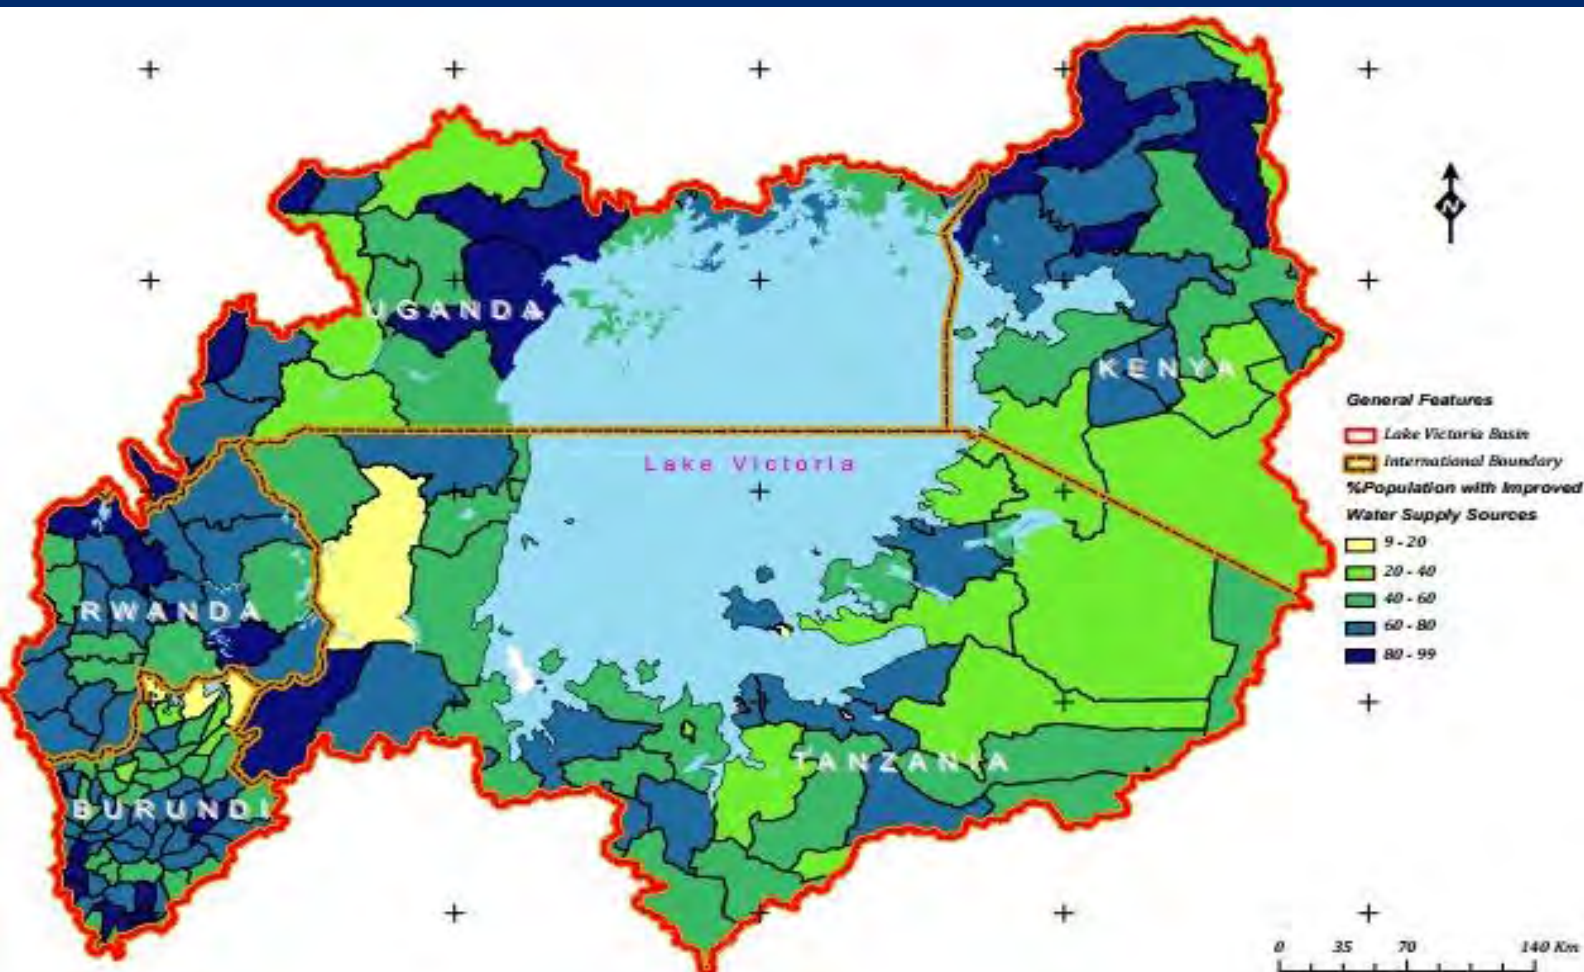 UGANDA
KENYA
Lake Victoria
RWANDA
TANZANIA
BURUNDI
N
General Features
Lake Victoria Basin
International Boundary
%Population with Improved
Water Supply Sources
9 - 20
20 - 40
40 - 60
60 - 80
80 - 99
0 35 70 140 Km